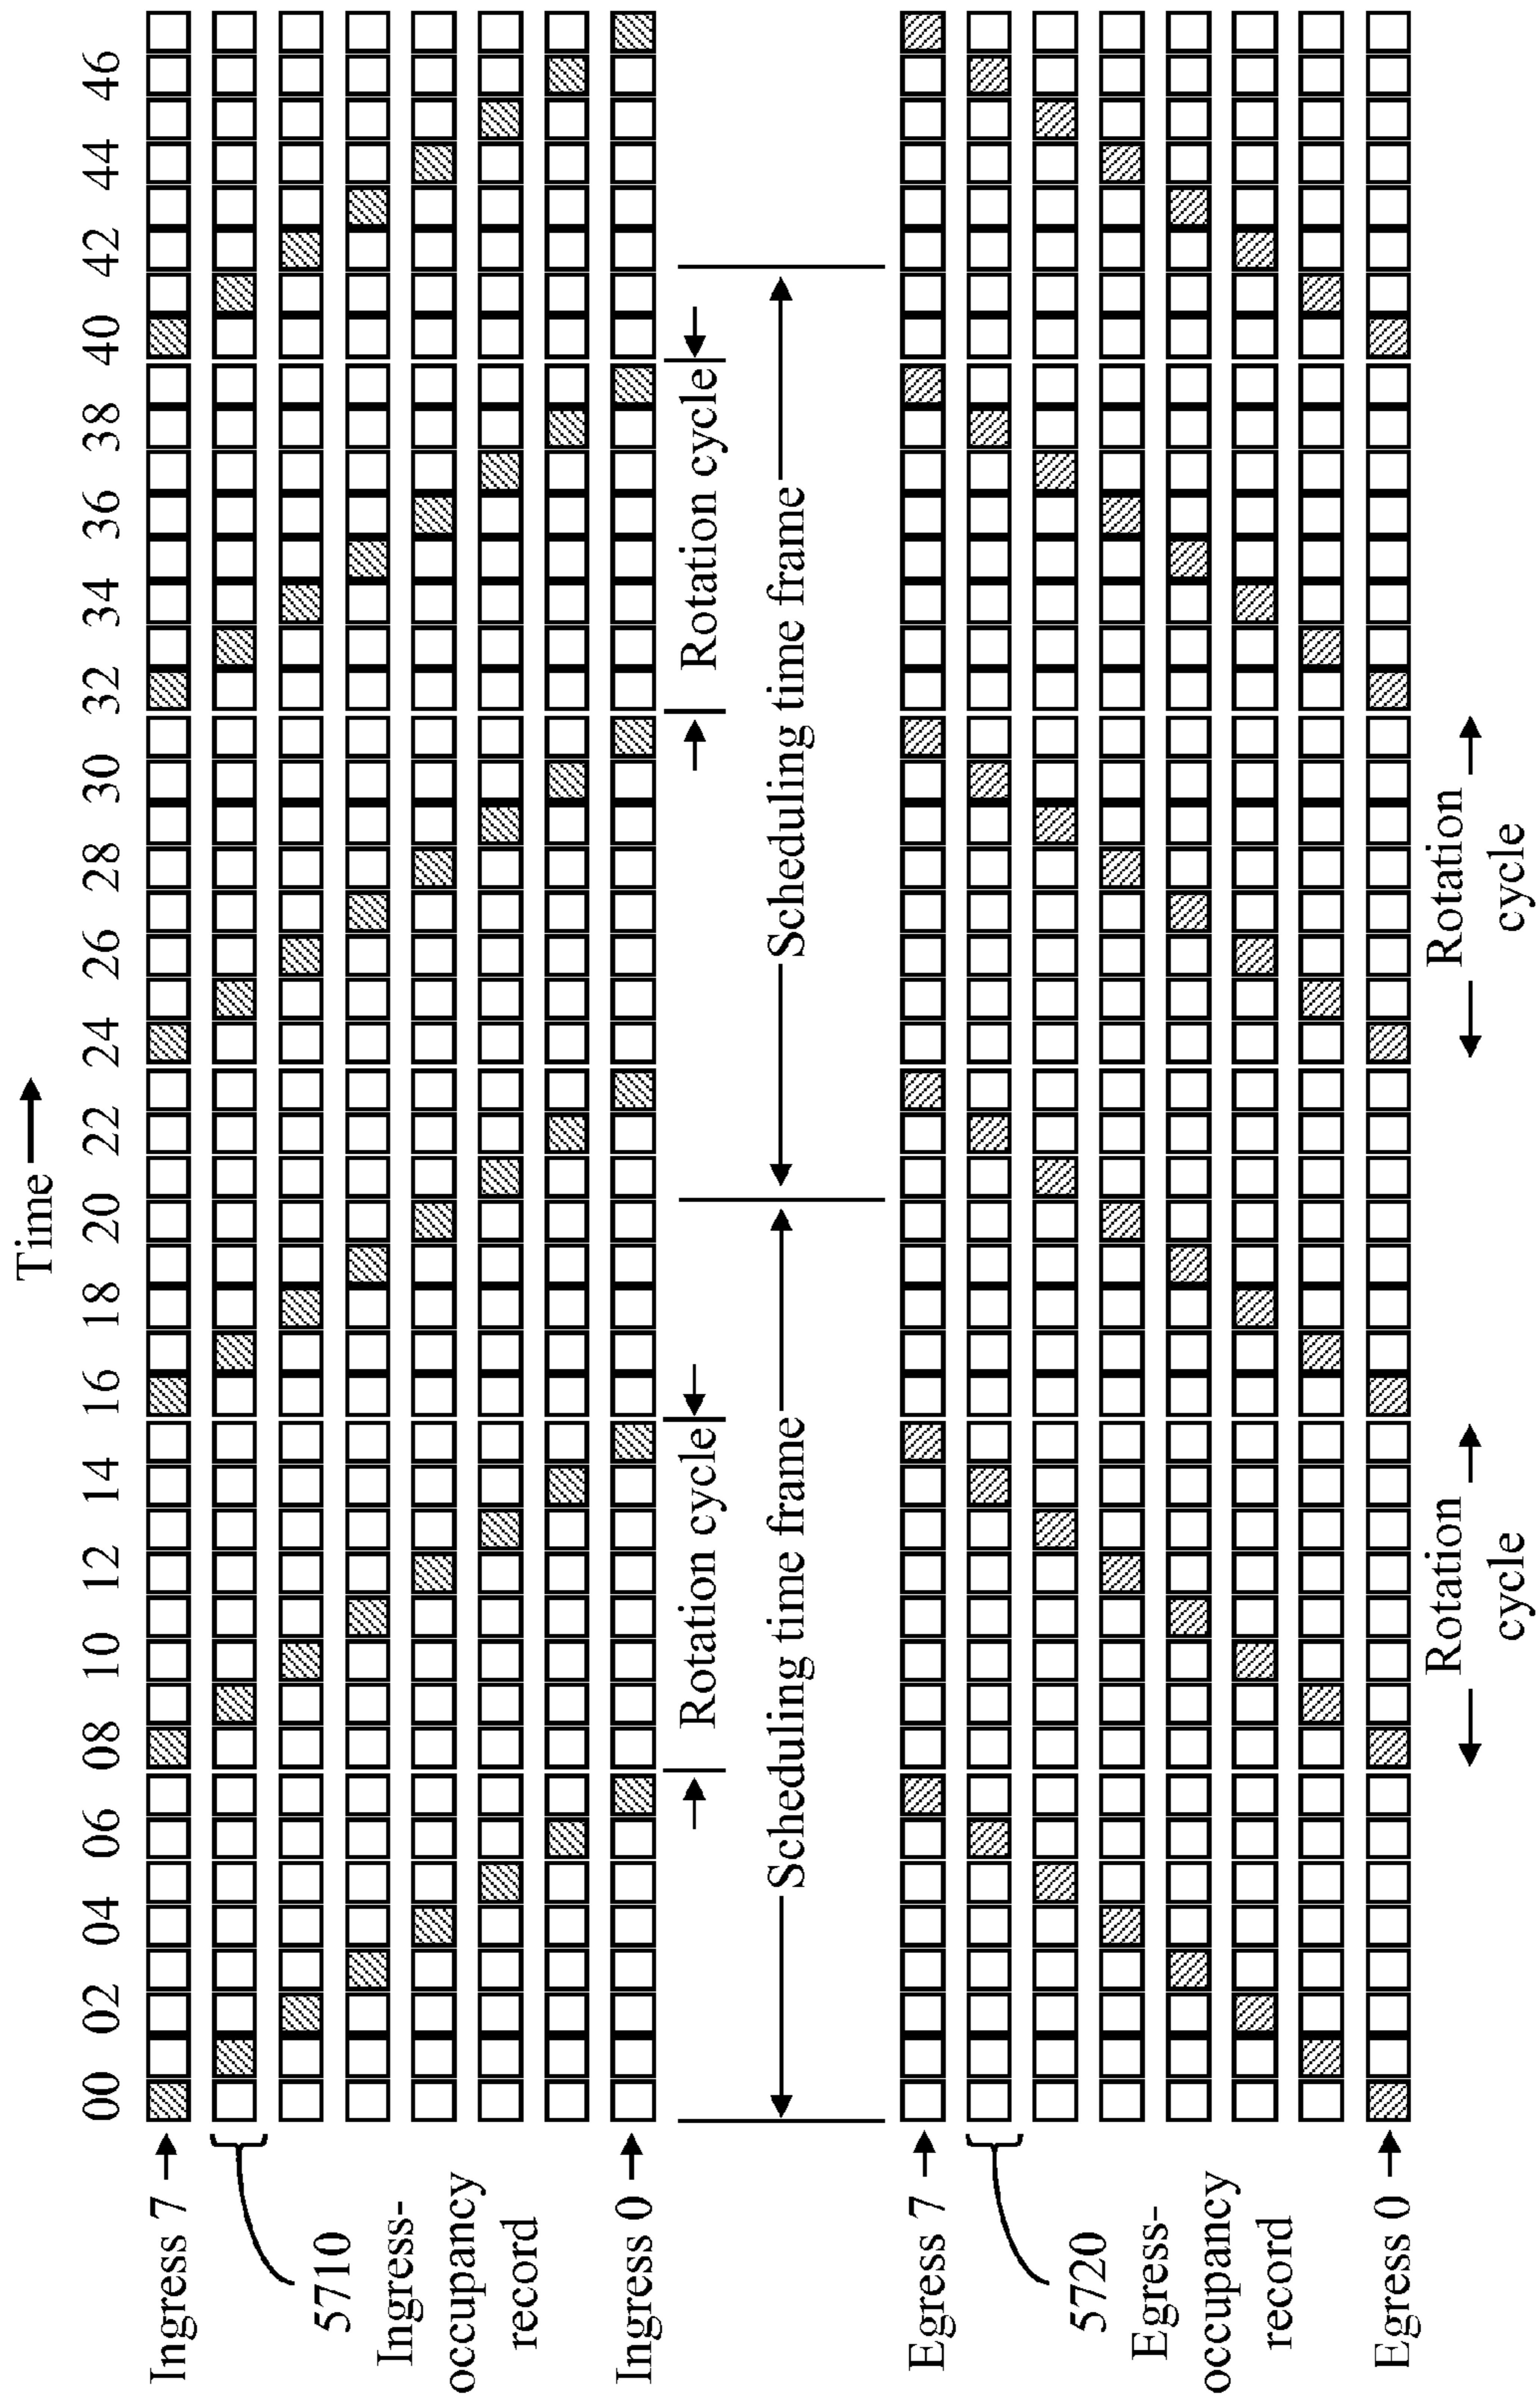 Time
00 02 04 06 08 10 12 14 16 18 20 22 24 26 28 30 32 34 36 38 40 42 44 46
Ingress 7
5710
Ingress-
occupancy
record
Ingress 0
Rotation cycle
Rotation cycle
Scheduling time frame
Scheduling time frame
Egress 7
5720
Egress-
occupancy
record
Egress 0
Rotation
cycle
Rotation
cycle